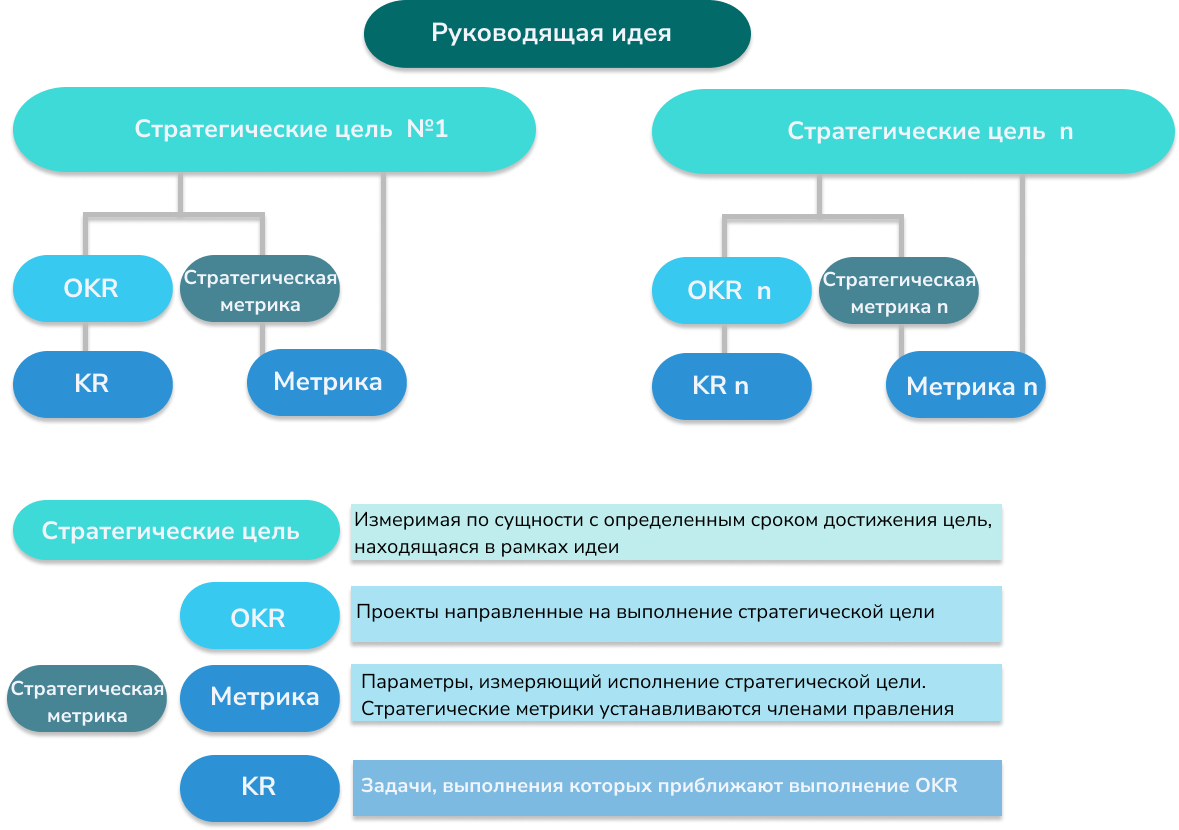 Руководящая идея
Стратегические цель №1
Стратегические цель n
OKR
Стратегическая
метрика
OKR n
Стратегическая
метрика n
KR
Метрика
KR n
Метрика n
Стратегические цель
Измеримая по сущности с определенным сроком достижения цель,
находящаяся в рамках идеи
OKR
Проекты направленные на выполнение стратегической цели
Стратегическая
метрика
Метрика
Параметры, измеряющий исполнение стратегической цели.
Стратегические метрики устанавливаются членами правления
KR
Задачи, выполнения которых приближают выполнение OKR